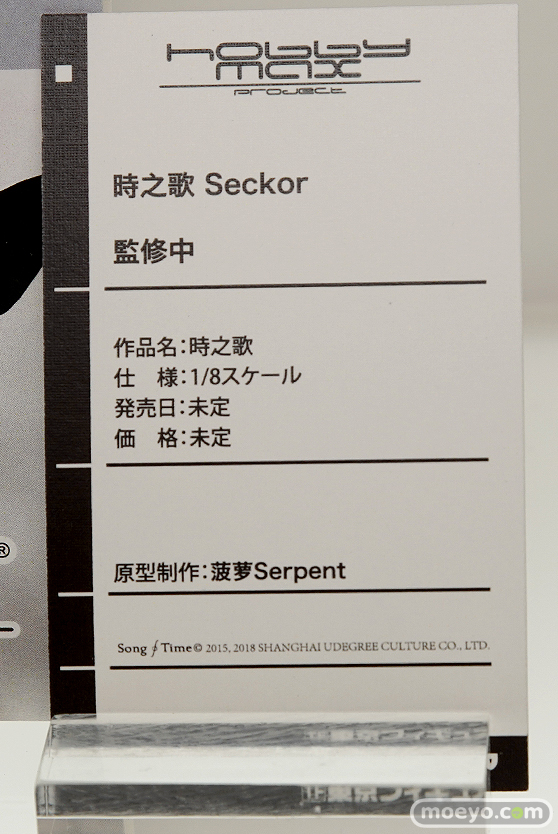 hobby
max
project
時之歌 Seckor
監修中
作品名:時之歌
仕　様:1/8スケール
発売日:未定
価　格:未定
原型制作:菠萝Serpent
Song of Time© 2015, 2018 SHANGHAI UDEGREE CULTURE CO., LTD.
®
moeyo.com